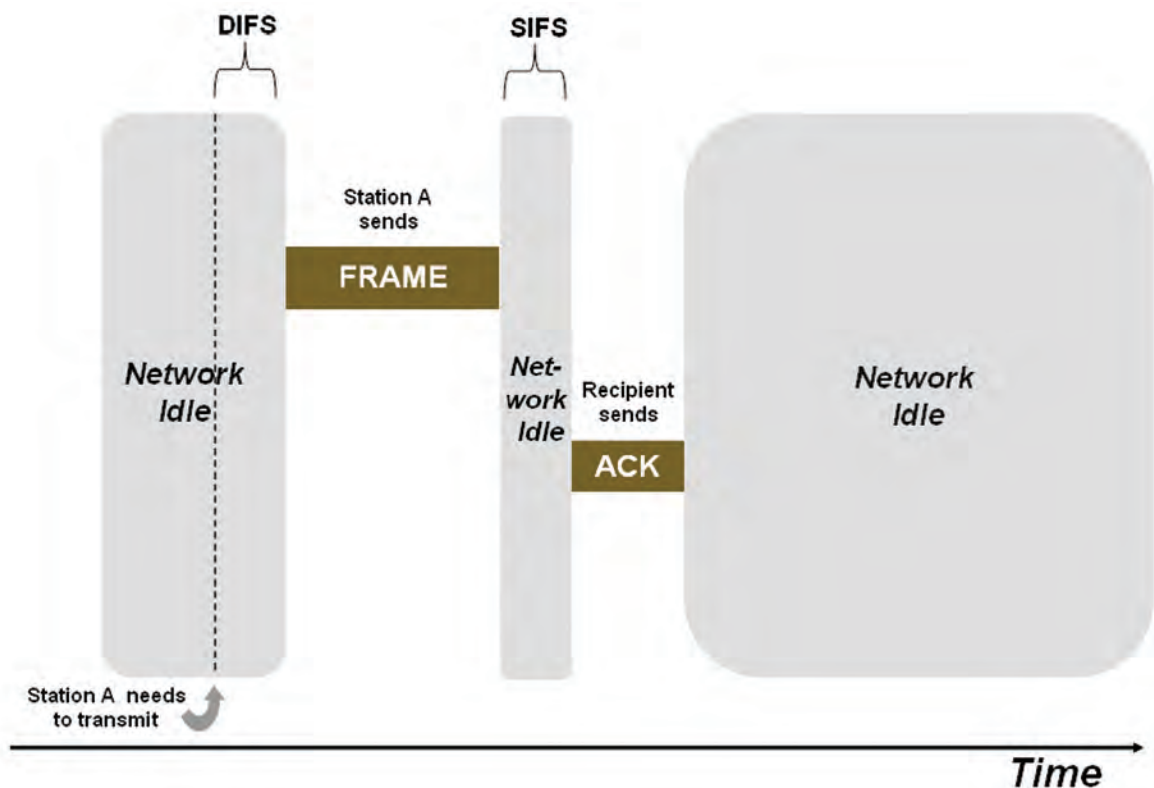 DIFS
SIFS
Station A
sends
FRAME
Network
Idle
Net-
work
Idle
Recipient
sends
ACK
Network
Idle
Station A needs
to transmit
Time